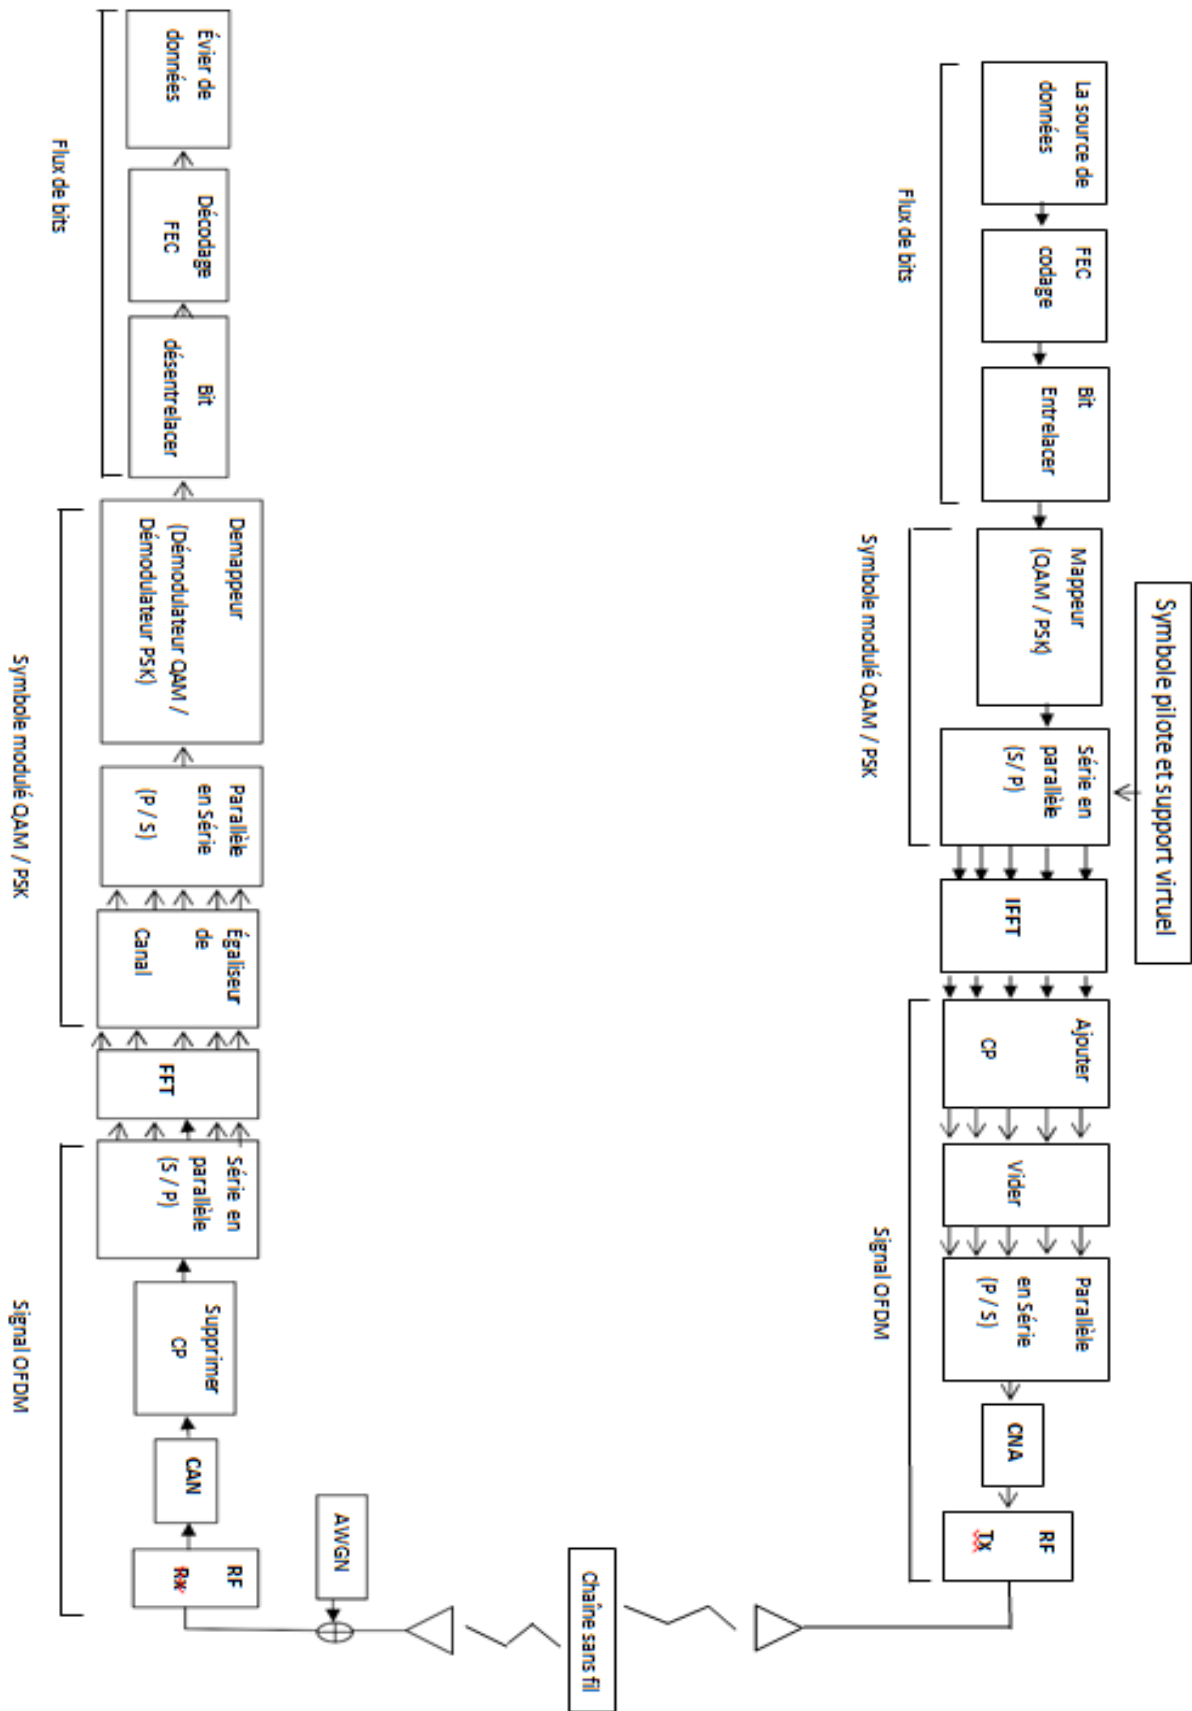 Symbole pilote et support virtuel
La source de
données
FEC
codage
Bit
Entrelacer
Mappeur
(QAM / PSK)
Série en
parallèle
(S/ P)
IFFT
Ajouter
CP
Vider
Parallèle
en Série
(P / S)
CNA
RF
Tx
Flux de bits
Symbole modulé QAM / PSK
Signal OFDM
Chaîne sans fil
AWGN
Évier de
données
Décodage
FEC
Bit
désentrelacer
Demappeur
(Démodulateur QAM /
Démodulateur PSK)
Parallèle
en Série
(P / S)
Égaliseur
de
Canal
FFT
Série en
parallèle
(S / P)
Supprimer
CP
CAN
RF
Rx
Flux de bits
Symbole modulé QAM / PSK
Signal OFDM